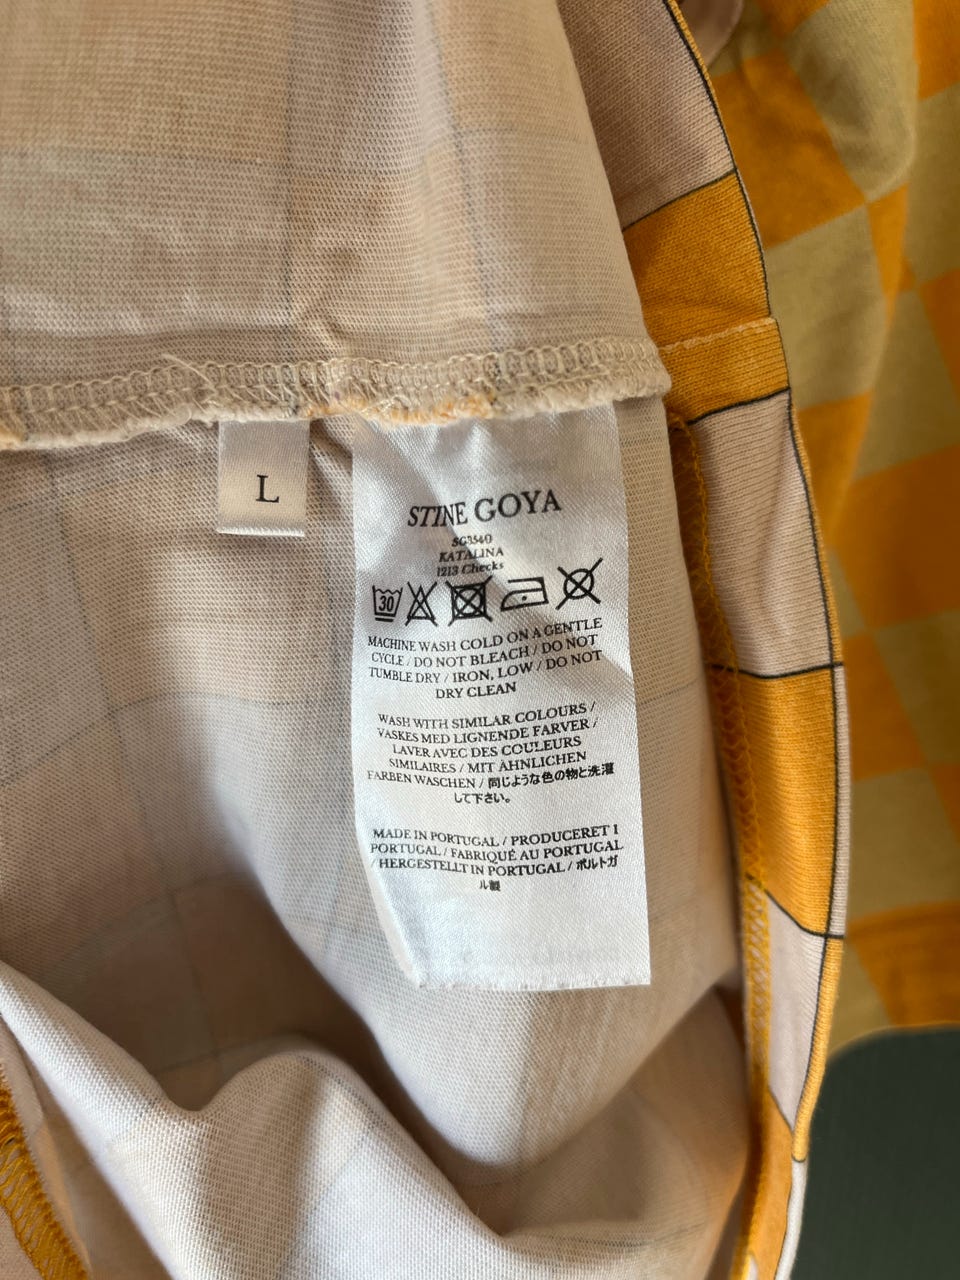 L
STINE GOYA
SG3540
KATALINA
1213 Checks
30
MACHINE WASH COLD ON A GENTLE
CYCLE / DO NOT BLEACH / DO NOT
TUMBLE DRY / IRON, LOW / DO NOT
DRY CLEAN
WASH WITH SIMILAR COLOURS /
VASKES MED LIGNENDE FARVER /
LAVER AVEC DES COULEURS
SIMILAIRES / MIT ÄHNLICHEN
FARBEN WASCHEN / 同じような色の物と洗濯
して下さい。
MADE IN PORTUGAL / PRODUCERET I
PORTUGAL / FABRIQUÉ AU PORTUGAL
/ HERGESTELLT IN PORTUGAL / ポルトガ
ル製